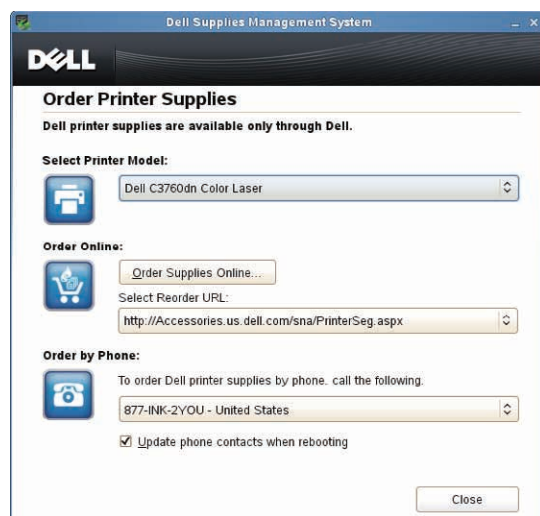 Dell Supplies Management System
DELL
Order Printer Supplies
Dell printer supplies are available only through Dell.
Select Printer Model:
Dell C3760dn Color Laser
Order Online:
Order Supplies Online...
Select Reorder URL:
http://Accessories.us.dell.com/sna/PrinterSeg.aspx
Order by Phone:
To order Dell printer supplies by phone. call the following.
877-INK-2YOU - United States
Update phone contacts when rebooting
Close